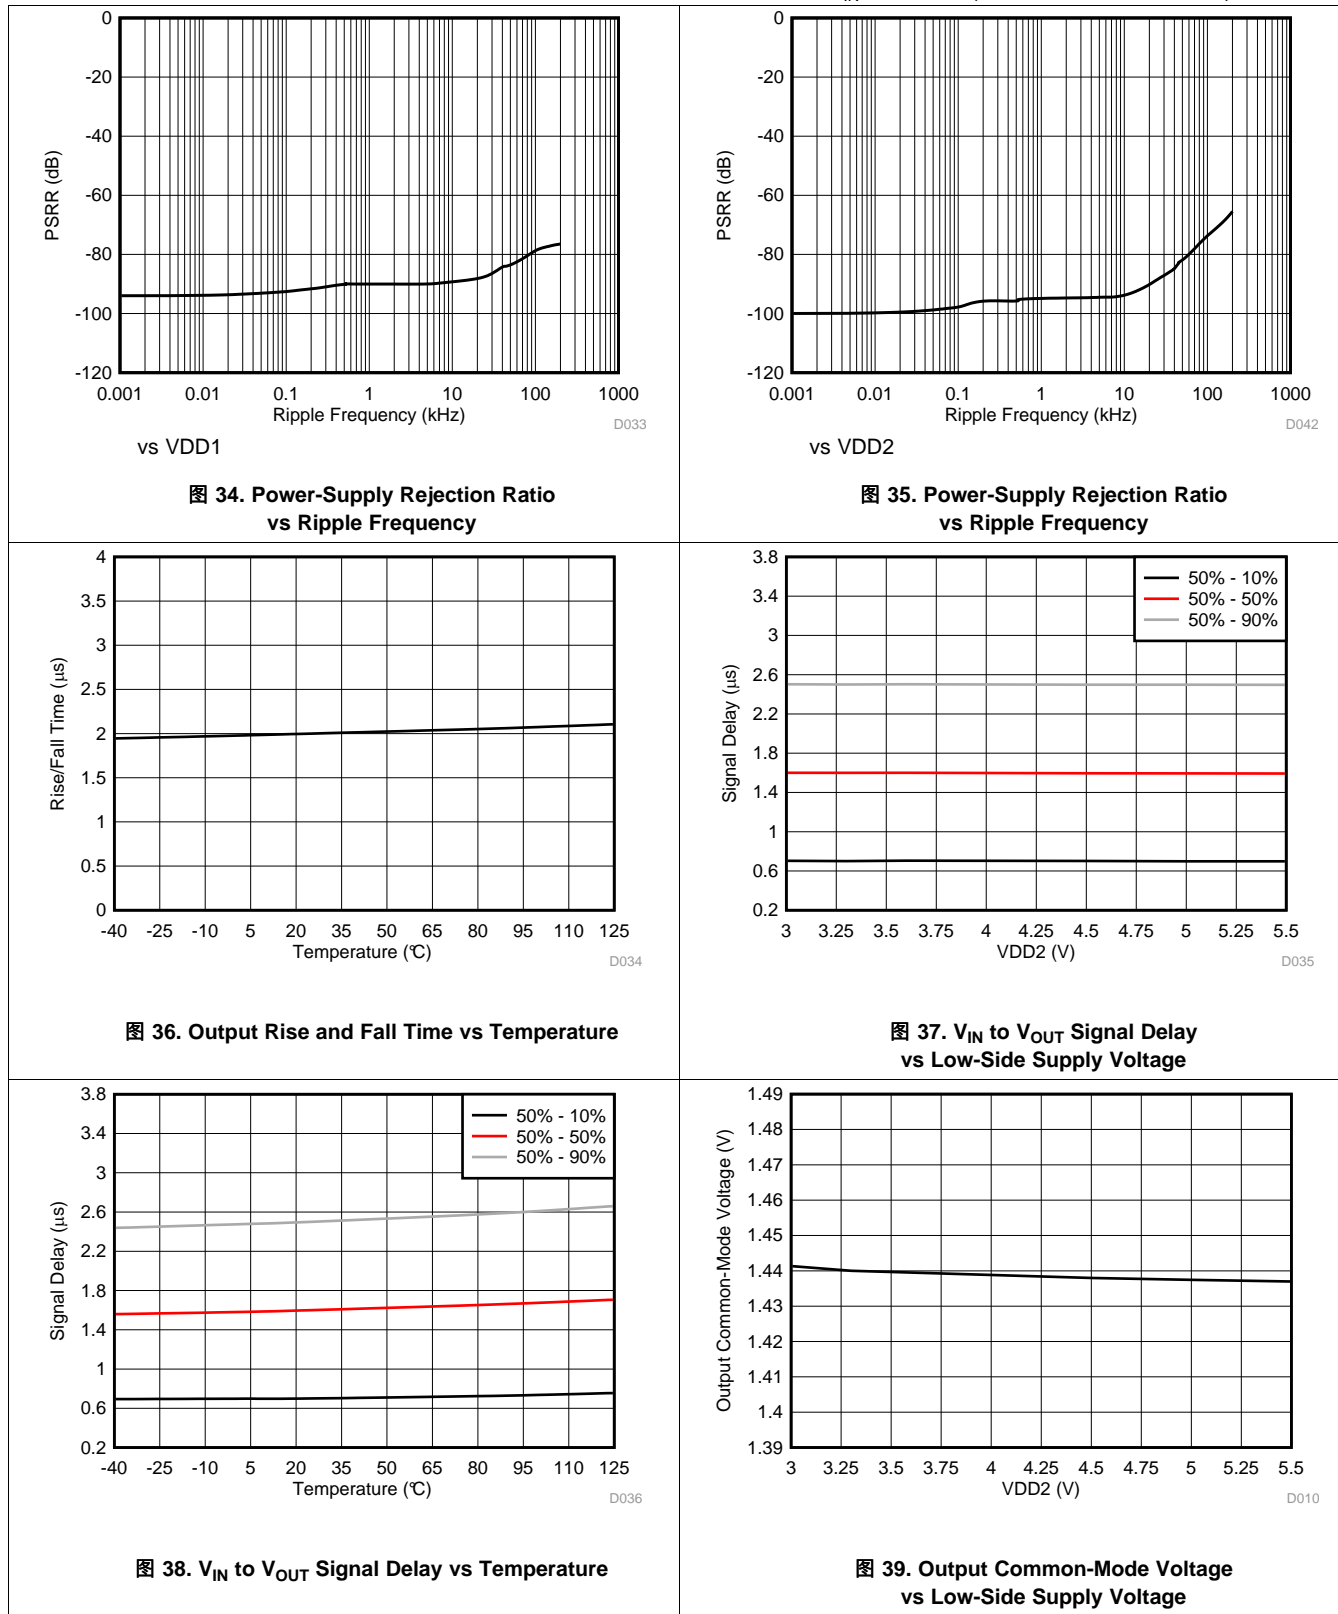 0
-20
-40
-60
-80
-100
-120
PSRR (dB)
0.001 0.01 0.1 1 10 100 1000
Ripple Frequency (kHz)
D033
vs VDD1
图 34. Power-Supply Rejection Ratio
vs Ripple Frequency
0
-20
-40
-60
-80
-100
-120
PSRR (dB)
0.001 0.01 0.1 1 10 100 1000
Ripple Frequency (kHz)
D042
vs VDD2
图 35. Power-Supply Rejection Ratio
vs Ripple Frequency
4
3.5
3
2.5
2
1.5
1
0.5
0
Rise/Fall Time (μs)
-40 -25 -10 5 20 35 50 65 80 95 110 125
Temperature (°C)
D034
图 36. Output Rise and Fall Time vs Temperature
3.8
3.4
3
2.6
2.2
1.8
1.4
1
0.6
0.2
Signal Delay (μs)
50% - 10%
50% - 50%
50% - 90%
3 3.25 3.5 3.75 4 4.25 4.5 4.75 5 5.25 5.5
VDD2 (V)
D035
图 37. VIN to VOUT Signal Delay
vs Low-Side Supply Voltage
3.8
3.4
3
2.6
2.2
1.8
1.4
1
0.6
0.2
Signal Delay (μs)
50% - 10%
50% - 50%
50% - 90%
-40 -25 -10 5 20 35 50 65 80 95 110 125
Temperature (°C)
D036
图 38. VIN to VOUT Signal Delay vs Temperature
1.49
1.48
1.47
1.46
1.45
1.44
1.43
1.42
1.41
1.4
1.39
Output Common-Mode Voltage (V)
3 3.25 3.5 3.75 4 4.25 4.5 4.75 5 5.25 5.5
VDD2 (V)
D010
图 39. Output Common-Mode Voltage
vs Low-Side Supply Voltage